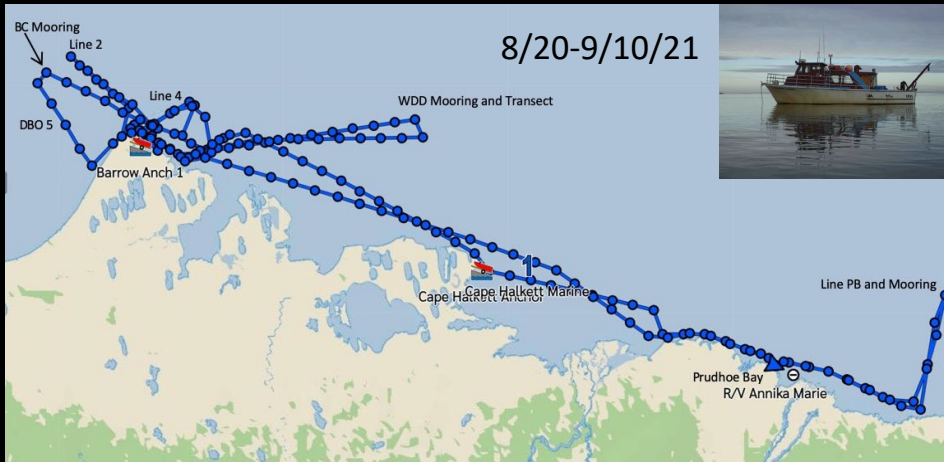 BC Mooring
Line 2
8/20-9/10/21
Line 4
WDD Mooring and Transect
DBO 5
Barrow Anch 1
1
Cape Halkett Marine
Cape Halkett Anchor
Line PB and Mooring
Prudhoe Bay
R/V Annika Marie